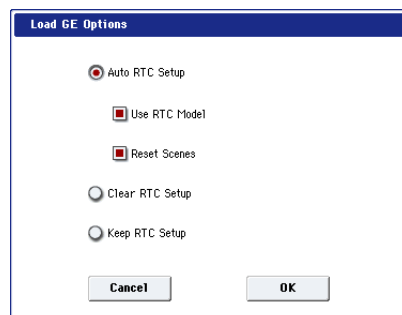 Load GE Options
Auto RTC Setup
Use RTC Model
Reset Scenes
Clear RTC Setup
Keep RTC Setup
Cancel OK